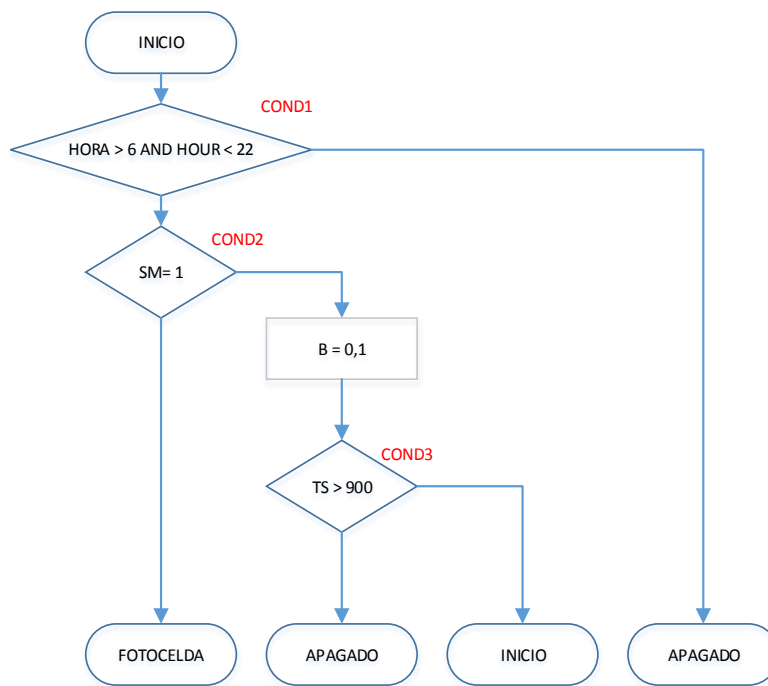 INICIO
COND1
HORA > 6 AND HOUR < 22
COND2
SM= 1
B = 0,1
COND3
TS > 900
FOTOCELDA
APAGADO
INICIO
APAGADO